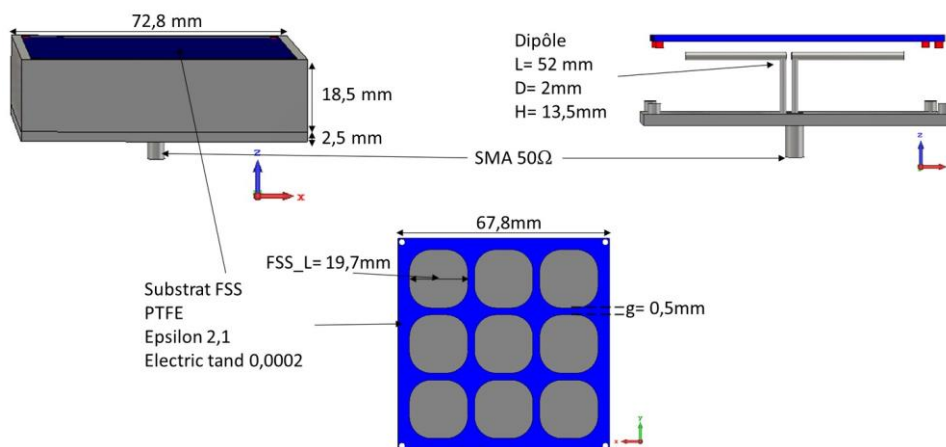 72,8 mm
18,5 mm
2,5 mm
z
x
Dipôle
L= 52 mm
D= 2mm
H= 13,5mm
SMA 50Ω
z
67,8mm
FSS_L= 19,7mm
g= 0,5mm
Substrat FSS
PTFE
Epsilon 2,1
Electric tand 0,0002
y
x